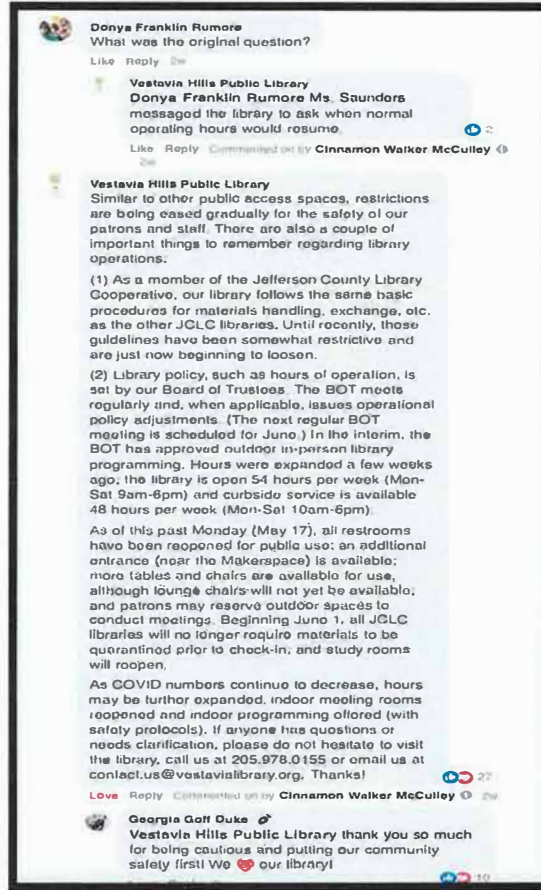 Donya Franklin Rumore
What was the original question?
Like Reply 2w
Vestavia Hills Public Library
Donya Franklin Rumore Ms. Saunders
messaged the library to ask when normal
operating hours would resume.
2
Like Reply Commented on by Cinnamon Walker McCulley
2w
Vestavia Hills Public Library
Similar to other public access spaces, restrictions
are being eased gradually for the safety of our
patrons and staff. There are also a couple of
important things to remember regarding library
operations.
(1) As a member of the Jefferson County Library
Cooperative, our library follows the same basic
procedures for materials handling, exchange, etc.
as the other JCLC libraries. Until recently, those
guidelines have been somewhat restrictive and
are just now beginning to loosen.
(2) Library policy, such as hours of operation, is
set by our Board of Trustees. The BOT meets
regularly and, when applicable, issues operational
policy adjustments. (The next regular BOT
meeting is scheduled for June.) In the interim, the
BOT has approved outdoor in-person library
programming. Hours were expanded a few weeks
ago, the library is open 54 hours per week (Mon-
Sat 9am-6pm) and curbside service is available
48 hours per week (Mon-Sat 10am-6pm).
As of this past Monday (May 17), all restrooms
have been reopened for public use; an additional
entrance (near the Makerspace) is available;
more tables and chairs are available for use,
although lounge chairs will not yet be available,
and patrons may reserve outdoor spaces to
conduct meetings. Beginning June 1, all JCLC
libraries will no longer require materials to be
quarantined prior to check-in, and study rooms
will reopen.
As COVID numbers continue to decrease, hours
may be further expanded, indoor meeting rooms
reopened and indoor programming offered (with
safety protocols). If anyone has questions or
needs clarification, please do not hesitate to visit
the library, call us at 205.978.0155 or email us at
contact.us@vestavialibrary.org. Thanks!
27
Love Reply Commented on by Cinnamon Walker McCulley 2w
Georgia Goff Duke
Vestavia Hills Public Library thank you so much
for being cautious and putting our community
safety first! We ❤️ our library!
10